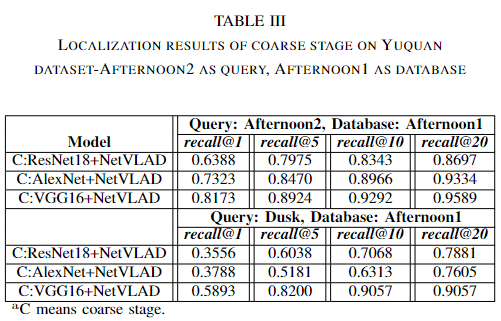 TABLE III
LOCALIZATION RESULTS OF COARSE STAGE ON YUQUAN
DATASET-AFTERNOON2 AS QUERY, AFTERNOON1 AS DATABASE
Query: Afternoon2, Database: Afternoon1
Model recall@1 recall@5 recall@10 recall@20
C:ResNet18+NetVLAD 0.6388 0.7975 0.8343 0.8697
C:AlexNet+NetVLAD 0.7323 0.8470 0.8966 0.9334
C:VGG16+NetVLAD 0.8173 0.8924 0.9292 0.9589
Query: Dusk, Database: Afternoon1
recall@1 recall@5 recall@10 recall@20
C:ResNet18+NetVLAD 0.3556 0.6038 0.7068 0.7881
C:AlexNet+NetVLAD 0.3788 0.5181 0.6313 0.7605
C:VGG16+NetVLAD 0.5893 0.8200 0.9057 0.9057
aC means coarse stage.